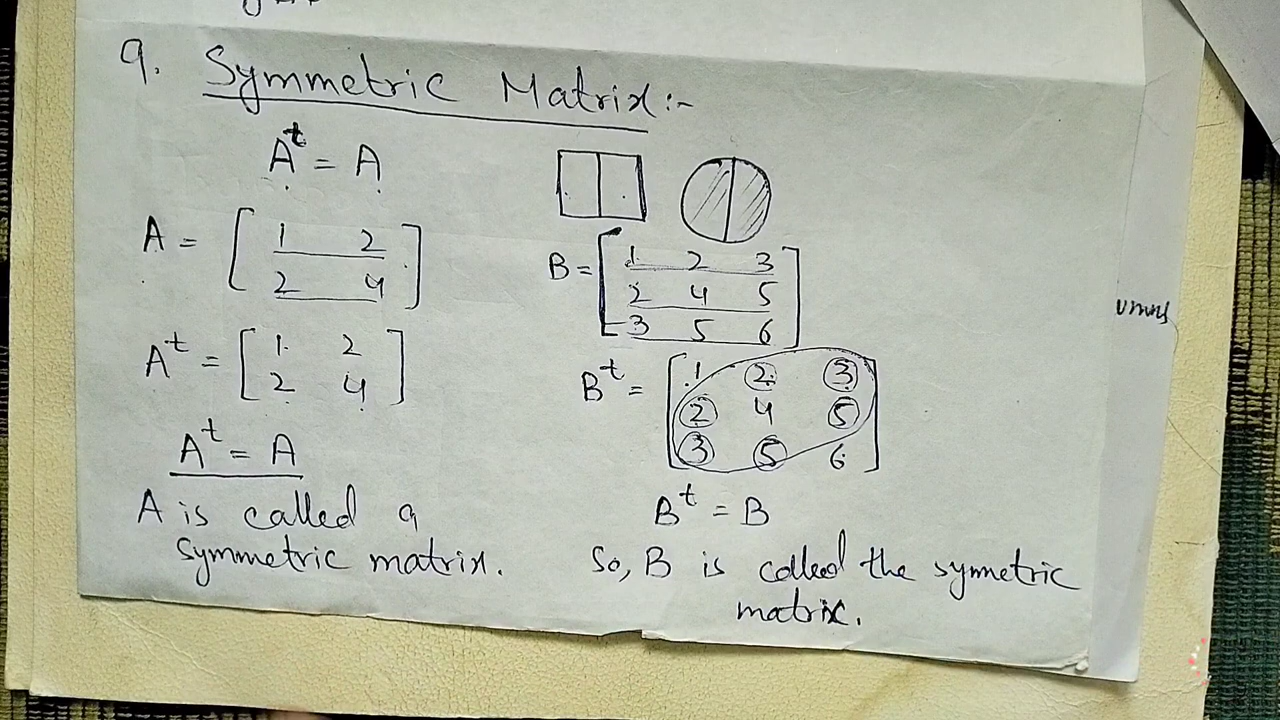 9. Symmetric Matrix:-
A^t = A
A = [ 1 2
2 4 ]
A^t = [ 1 2
2 4 ]
A^t = A
A is called a
symmetric matrix.
B = [ 1 2 3
2 4 5
3 5 6 ]
B^t = [ 1 2 3
2 4 5
3 5 6 ]
B^t = B
So, B is called the symetric
matrix.
umns